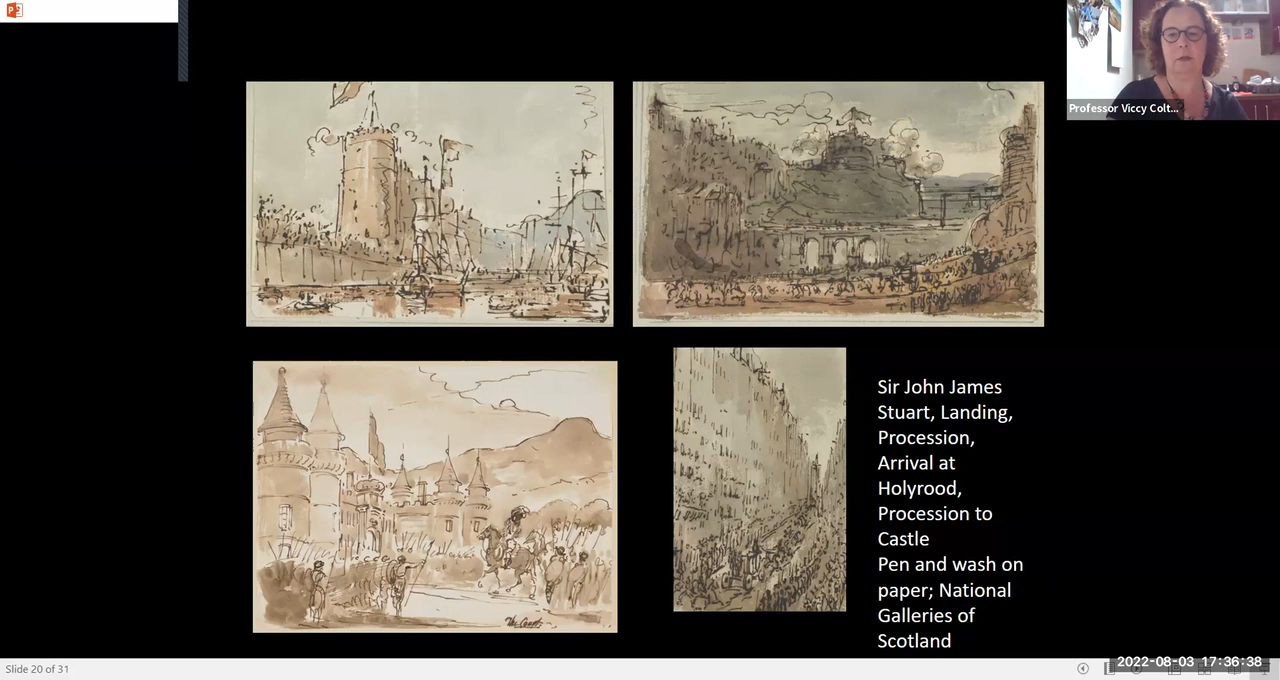 Professor Viccy Colt...
Sir John James
Stuart, Landing,
Procession,
Arrival at
Holyrood,
Procession to
Castle
Pen and wash on
paper; National
Galleries of
Scotland
Slide 20 of 31
2022-08-03 17:36:38